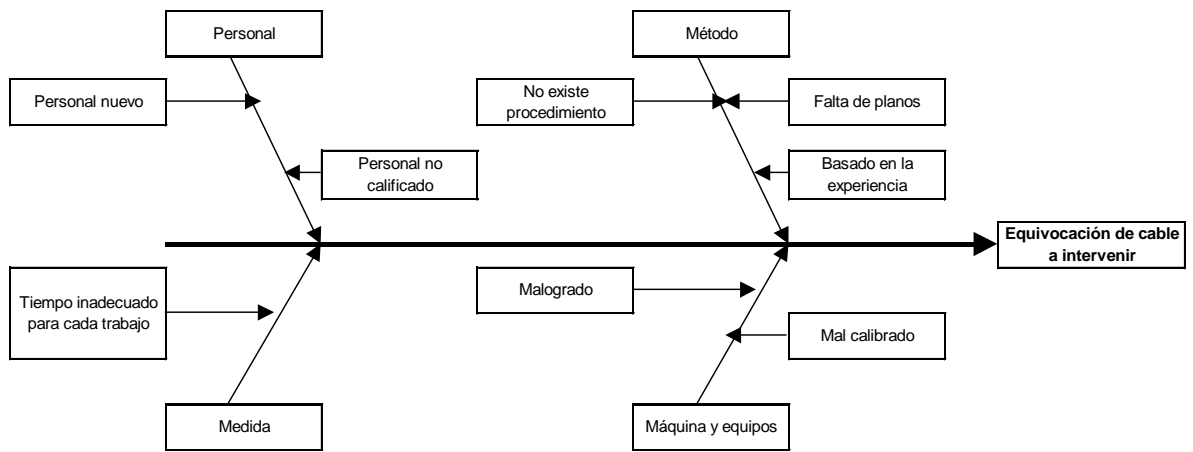 Personal
Método
Personal nuevo
No existe
procedimiento
Falta de planos
Personal no
calificado
Basado en la
experiencia
Equivocación de cable
a intervenir
Tiempo inadecuado
para cada trabajo
Malogrado
Mal calibrado
Medida
Máquina y equipos